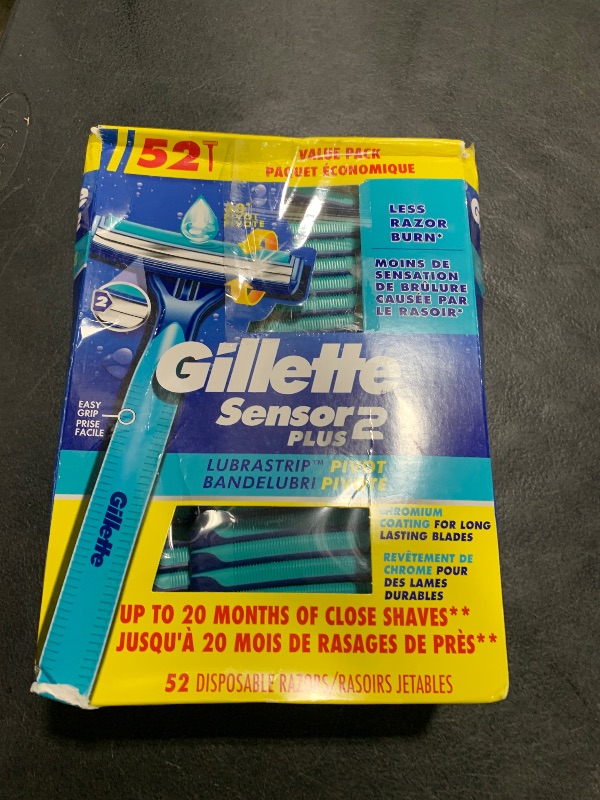 52
VALUE PACK
PAQUET ÉCONOMIQUE
LESS
RAZOR
BURN*
MOINS DE
SENSATION
DE BRÛLURE
CAUSÉE PAR
LE RASOIR*
PIVOT
PIVOTE
2
Gillette
Sensor2
PLUS
EASY
GRIP
PRISE
FACILE
LUBRASTRIP™ PIVOT
BANDELUBRI PIVOTE
Gillette
CHROMIUM
COATING FOR LONG
LASTING BLADES
REVÊTEMENT DE
CHROME POUR
DES LAMES
DURABLES
UP TO 20 MONTHS OF CLOSE SHAVES**
JUSQU'À 20 MOIS DE RASAGES DE PRÈS**
52 DISPOSABLE RAZORS/RASOIRS JETABLES